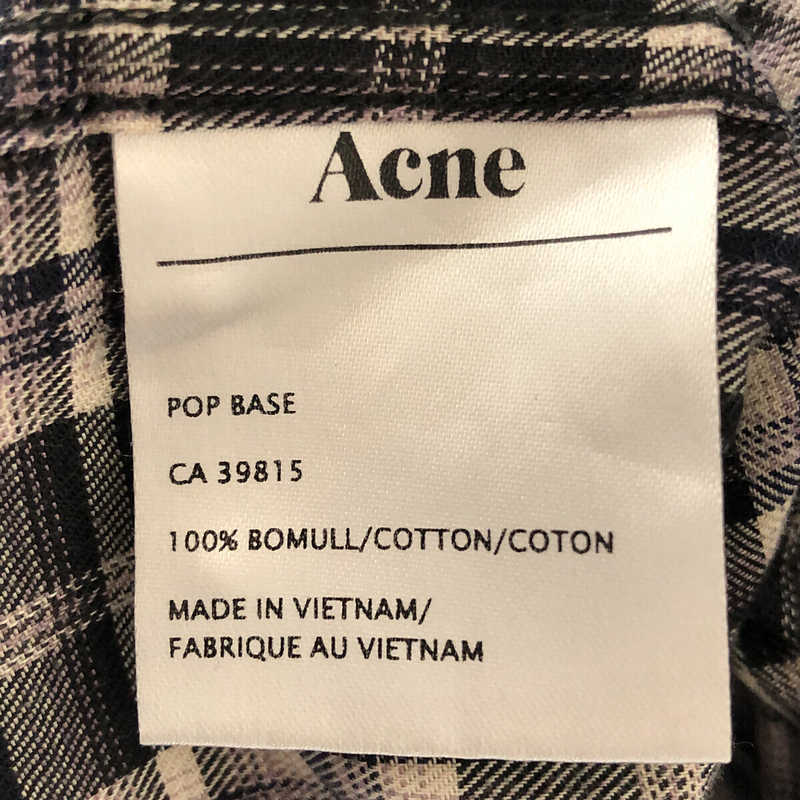 Acne
POP BASE
CA 39815
100% BOMULL/COTTON/COTON
MADE IN VIETNAM/
FABRIQUE AU VIETNAM